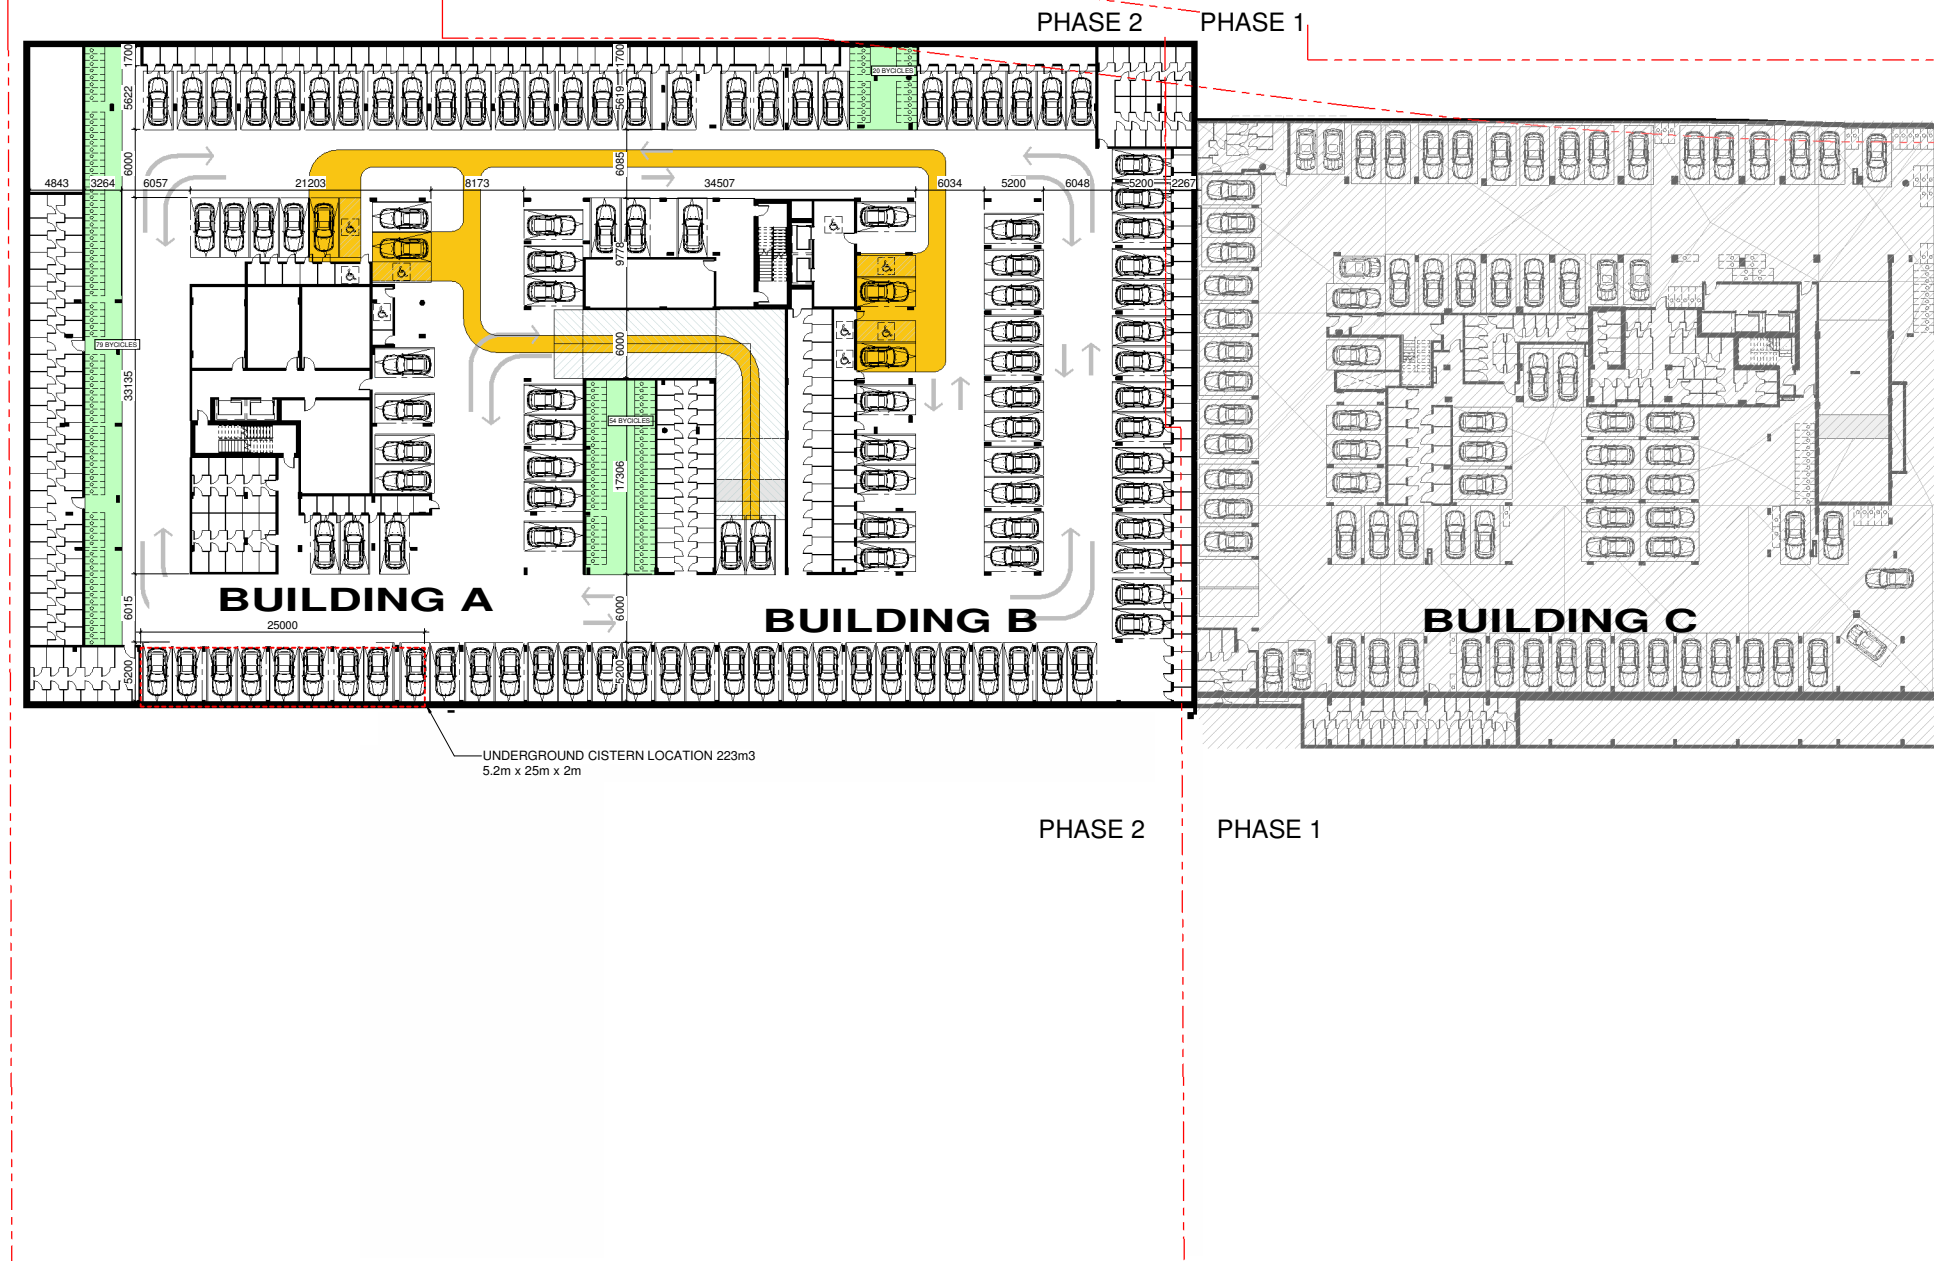 PHASE 2
PHASE 1
1700
1700
20 BYCICLES
5622
5619
6000
6085
4843
3264
6057
21203
8173
34507
6034
5200
6048
5200
2267
9778
79 BYCICLES
6000
33135
54 BYCICLES
17306
BUILDING A
BUILDING B
BUILDING C
6015
6000
25000
5200
5200
UNDERGROUND CISTERN LOCATION 223m3
5.2m x 25m x 2m
PHASE 2
PHASE 1